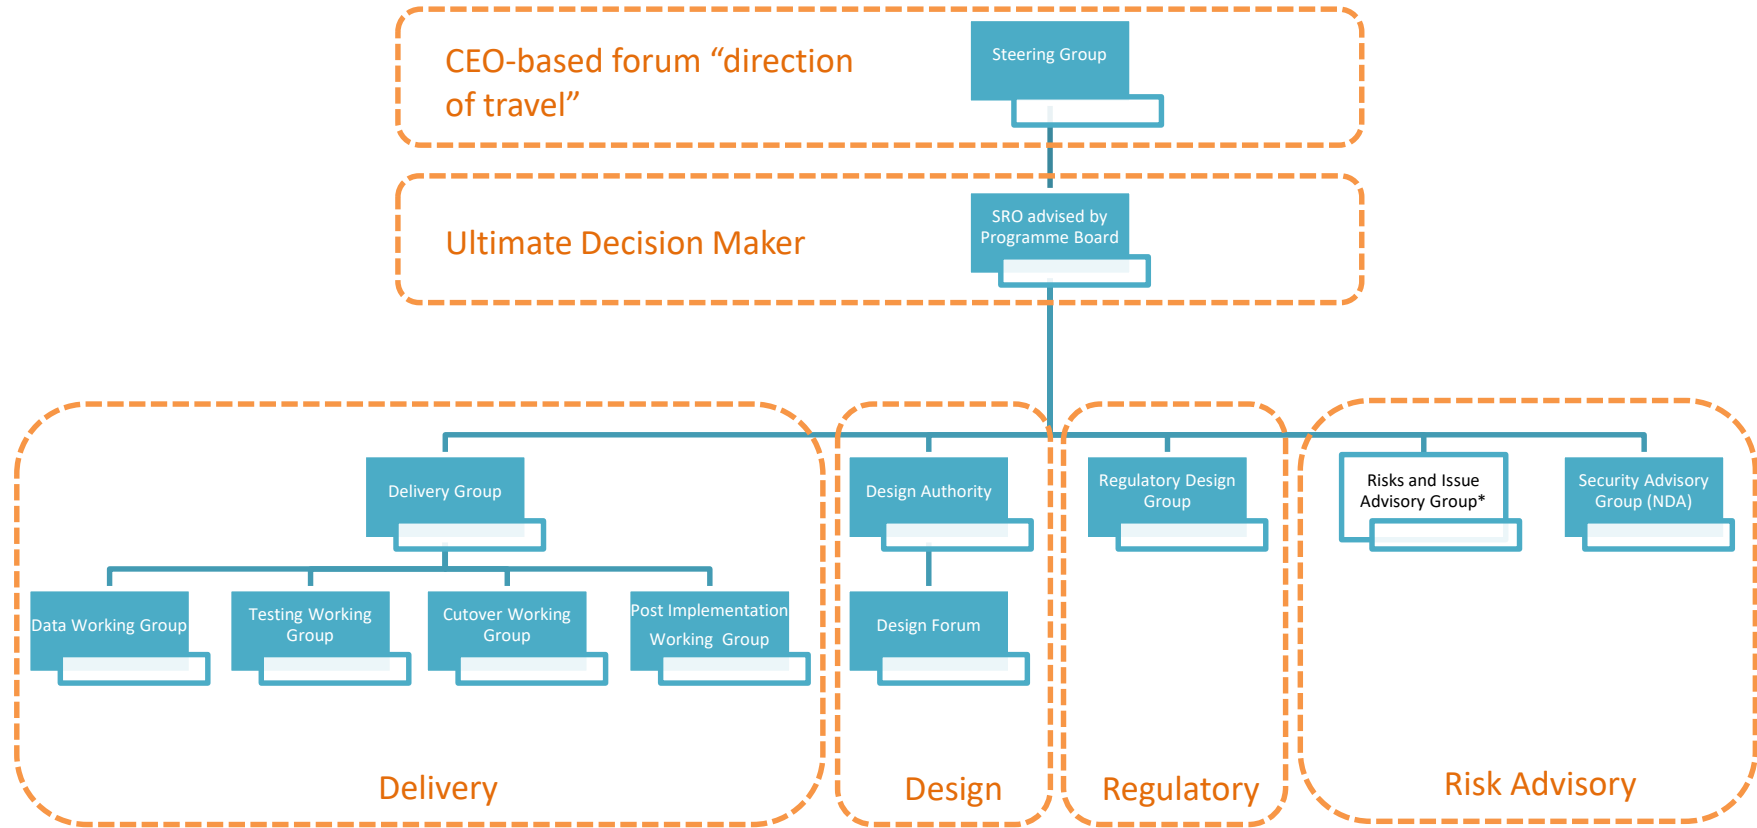 CEO-based forum “direction
of travel”
Steering Group
Ultimate Decision Maker
SRO advised by
Programme Board
Delivery Group
Design Authority
Regulatory Design
Group
Risks and Issue
Advisory Group*
Security Advisory
Group (NDA)
Data Working Group
Testing Working
Group
Cutover Working
Group
Post Implementation
Working Group
Design Forum
Delivery
Design
Regulatory
Risk Advisory